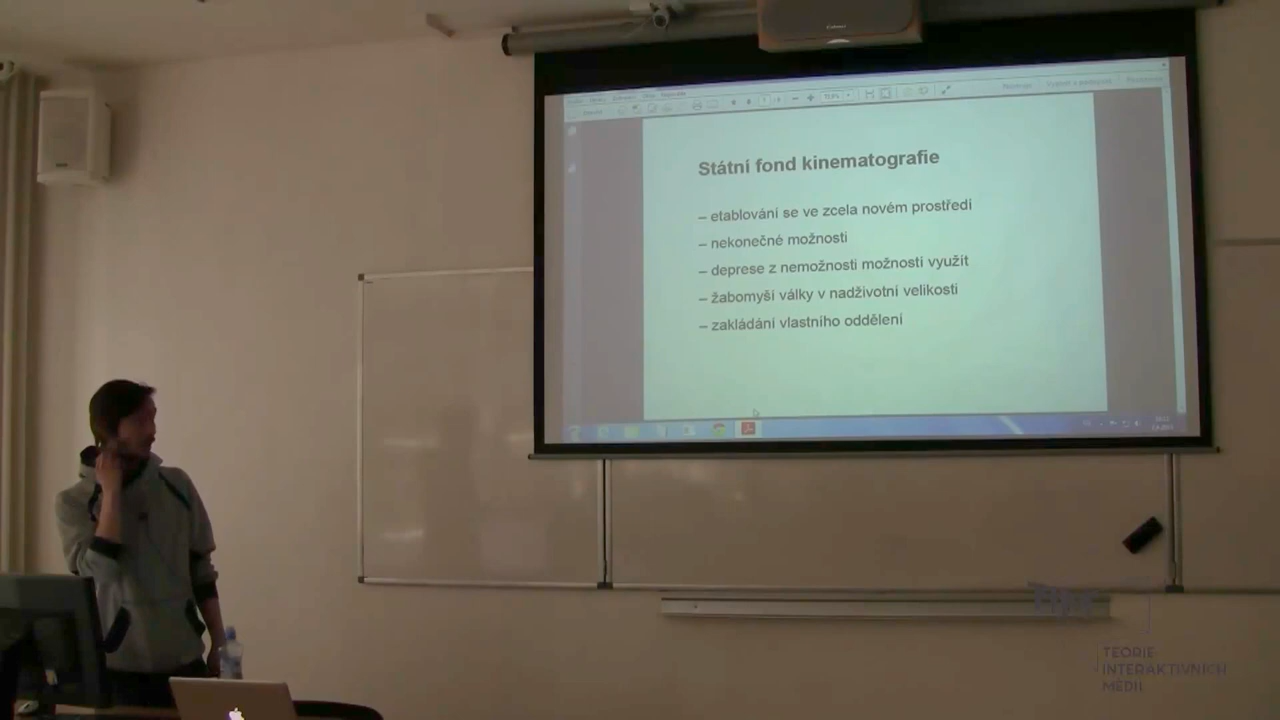 Státní fond kinematografie
– etablování se ve zcela novém prostředí
– nekonečné možnosti
– deprese z nemožnosti možnosti využít
– žabomyší války v nadživotní velikosti
– zakládání vlastního oddělení
TEORIE
INTERAKTIVNÍCH
MÉDIÍ